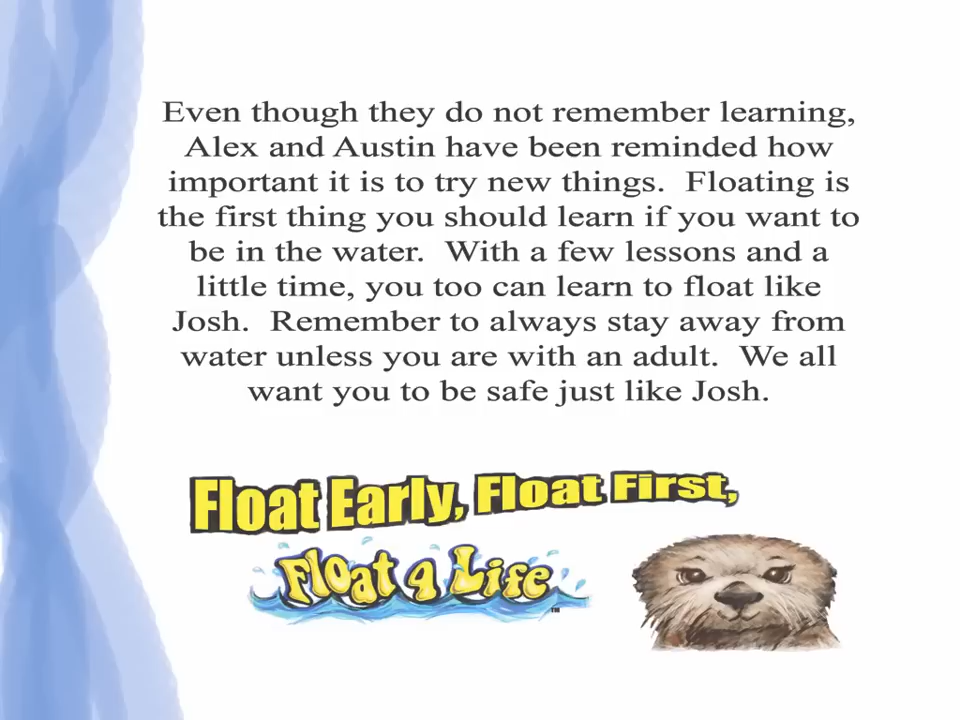 Even though they do not remember learning,
Alex and Austin have been reminded how
important it is to try new things.  Floating is
the first thing you should learn if you want to
be in the water.  With a few lessons and a
little time, you too can learn to float like
Josh.  Remember to always stay away from
water unless you are with an adult.  We all
want you to be safe just like Josh.
Float Early, Float First,
Float 4 Life ™